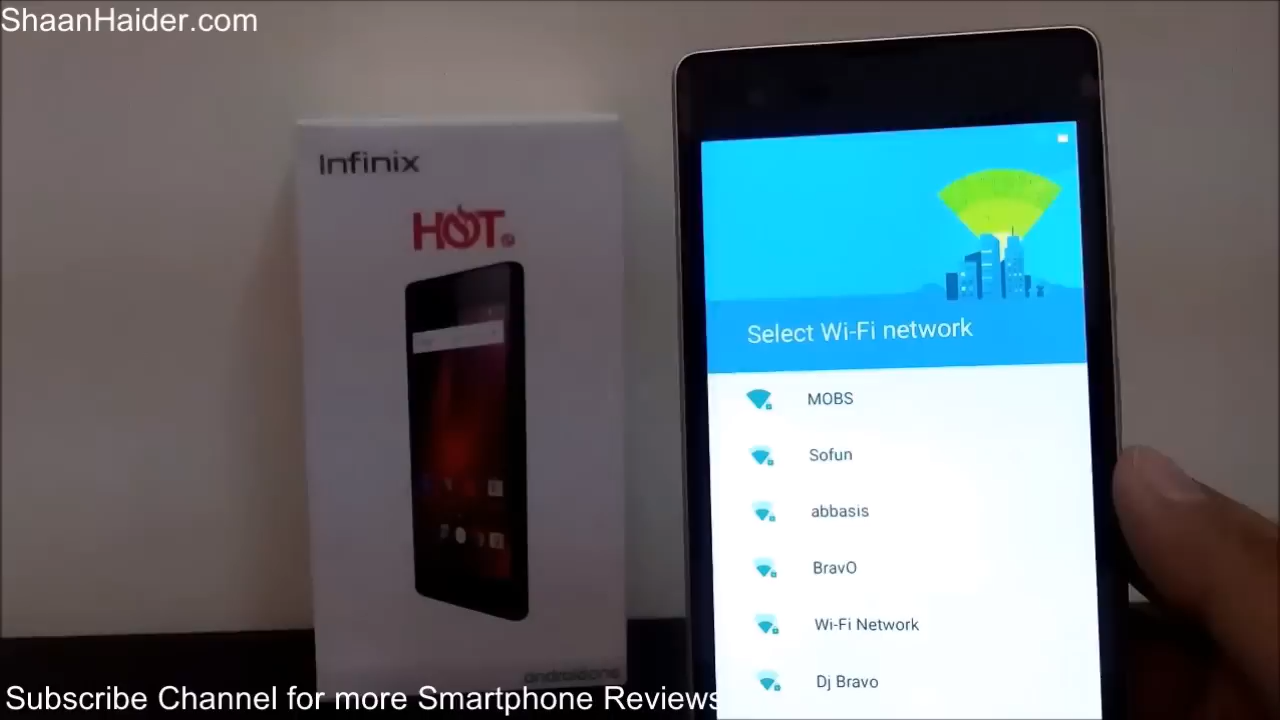 ShaanHaider.com
Infinix
HOT
androidone
Select Wi-Fi network
MOBS
Sofun
abbasis
BravO
Wi-Fi Network
Dj Bravo
Subscribe Channel for more Smartphone Reviews